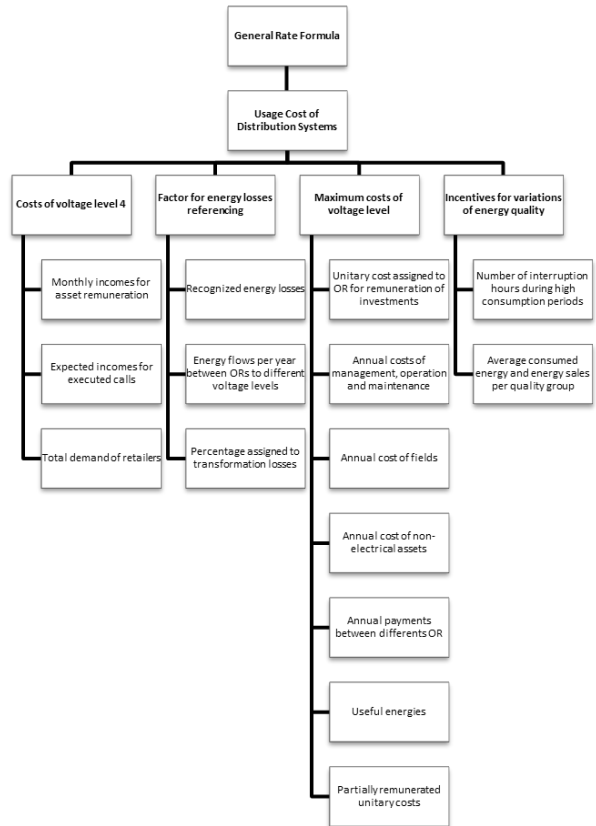 General Rate Formula
Usage Cost of
Distribution Systems
Costs of voltage level 4
Monthly incomes for
asset remuneration
Expected incomes for
executed calls
Total demand of retailers
Factor for energy losses
referencing
Recognized energy losses
Energy flows per year
between ORs to different
voltage levels
Percentage assigned to
transformation losses
Maximum costs of
voltage level
Unitary cost assigned to
OR for remuneration of
investments
Annual costs of
management, operation
and maintenance
Annual cost of fields
Annual cost of non-
electrical assets
Annual payments
between differents OR
Useful energies
Partially remunerated
unitary costs
Incentives for variations
of energy quality
Number of interruption
hours during high
consumption periods
Average consumed
energy and energy sales
per quality group